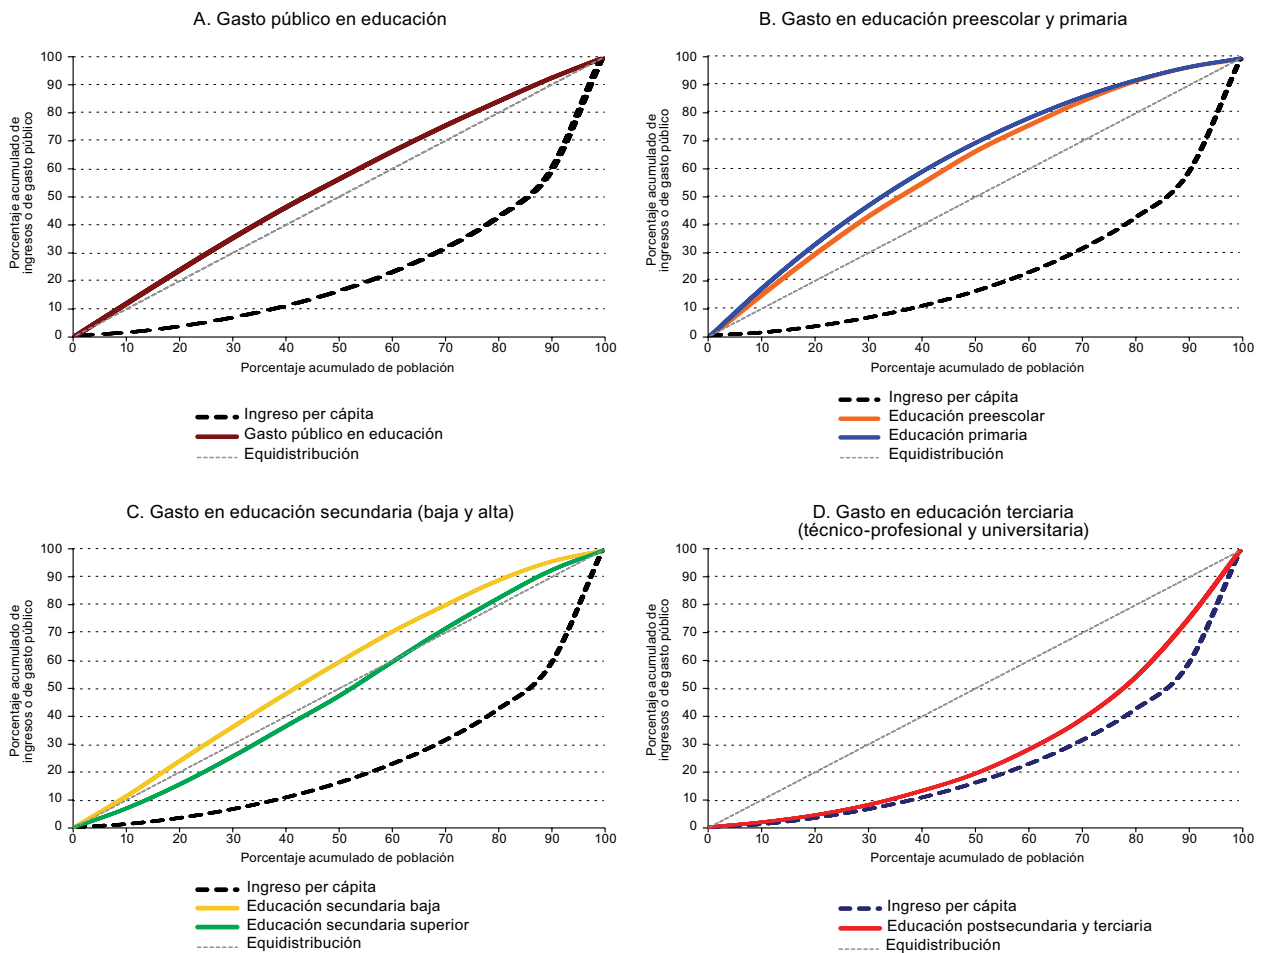 A. Gasto público en educación
Porcentaje acumulado de
ingresos o de gasto público
100
90
80
70
60
50
40
30
20
10
0
0 10 20 30 40 50 60 70 80 90 100
Porcentaje acumulado de población
Ingreso per cápita
Gasto público en educación
Equidistribución
B. Gasto en educación preescolar y primaria
Porcentaje acumulado de
ingresos o de gasto público
100
90
80
70
60
50
40
30
20
10
0
0 10 20 30 40 50 60 70 80 90 100
Porcentaje acumulado de población
Ingreso per cápita
Educación preescolar
Educación primaria
Equidistribución
C. Gasto en educación secundaria (baja y alta)
Porcentaje acumulado de
ingresos o de gasto público
100
90
80
70
60
50
40
30
20
10
0
0 10 20 30 40 50 60 70 80 90 100
Porcentaje acumulado de población
Ingreso per cápita
Educación secundaria baja
Educación secundaria superior
Equidistribución
D. Gasto en educación terciaria
(técnico-profesional y universitaria)
Porcentaje acumulado de
ingresos o de gasto público
100
90
80
70
60
50
40
30
20
10
0
0 10 20 30 40 50 60 70 80 90 100
Porcentaje acumulado de población
Ingreso per cápita
Educación postsecundaria y terciaria
Equidistribución